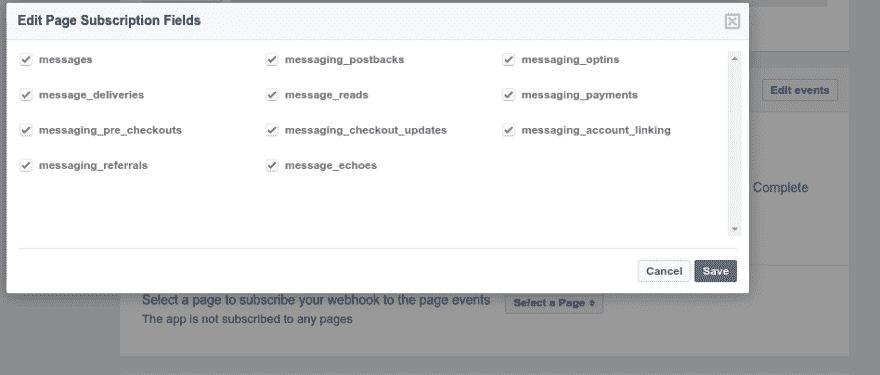 Edit Page Subscription Fields
messages messaging_postbacks messaging_optins
message_deliveries message_reads messaging_payments
messaging_pre_checkouts messaging_checkout_updates messaging_account_linking
messaging_referrals message_echoes
Edit events
Complete
Cancel Save
Select a page to subscribe your webhook to the page events Select a Page
The app is not subscribed to any pages